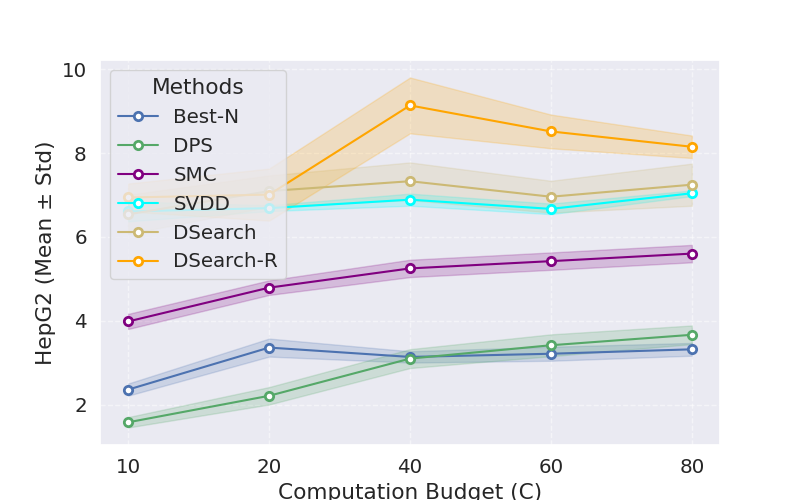 10
8
6
4
2
HepG2 (Mean ± Std)
Methods
Best-N
DPS
SMC
SVDD
DSearch
DSearch-R
10 20 40 60 80
Computation Budget (C)